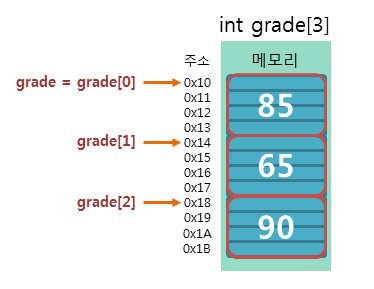 int grade[3]
주소 메모리
grade = grade[0] 0x10
0x11
0x12
0x13
85
grade[1] 0x14
0x15
0x16
0x17
65
grade[2] 0x18
0x19
0x1A
0x1B
90